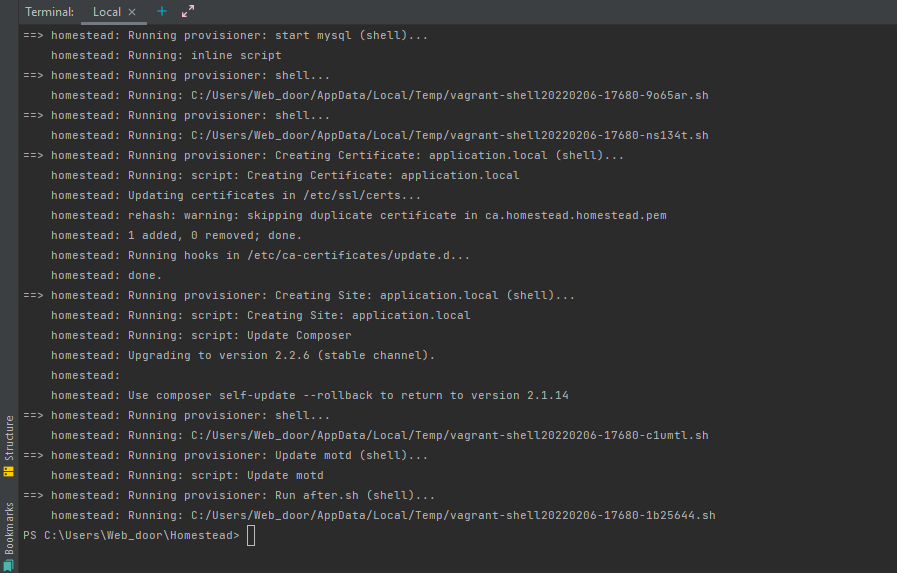 Terminal: Local × +
==> homestead: Running provisioner: start mysql (shell)...
    homestead: Running: inline script
==> homestead: Running provisioner: shell...
    homestead: Running: C:/Users/Web_door/AppData/Local/Temp/vagrant-shell20220206-17680-9o65ar.sh
==> homestead: Running provisioner: shell...
    homestead: Running: C:/Users/Web_door/AppData/Local/Temp/vagrant-shell20220206-17680-ns134t.sh
==> homestead: Running provisioner: Creating Certificate: application.local (shell)...
    homestead: Running: script: Creating Certificate: application.local
    homestead: Updating certificates in /etc/ssl/certs...
    homestead: rehash: warning: skipping duplicate certificate in ca.homestead.homestead.pem
    homestead: 1 added, 0 removed; done.
    homestead: Running hooks in /etc/ca-certificates/update.d...
    homestead: done.
==> homestead: Running provisioner: Creating Site: application.local (shell)...
    homestead: Running: script: Creating Site: application.local
    homestead: Running: script: Update Composer
    homestead: Upgrading to version 2.2.6 (stable channel).
    homestead:
    homestead: Use composer self-update --rollback to return to version 2.1.14
==> homestead: Running provisioner: shell...
    homestead: Running: C:/Users/Web_door/AppData/Local/Temp/vagrant-shell20220206-17680-c1umtl.sh
==> homestead: Running provisioner: Update motd (shell)...
    homestead: Running: script: Update motd
==> homestead: Running provisioner: Run after.sh (shell)...
    homestead: Running: C:/Users/Web_door/AppData/Local/Temp/vagrant-shell20220206-17680-1b25644.sh
PS C:\Users\Web_door\Homestead>
Structure
Bookmarks